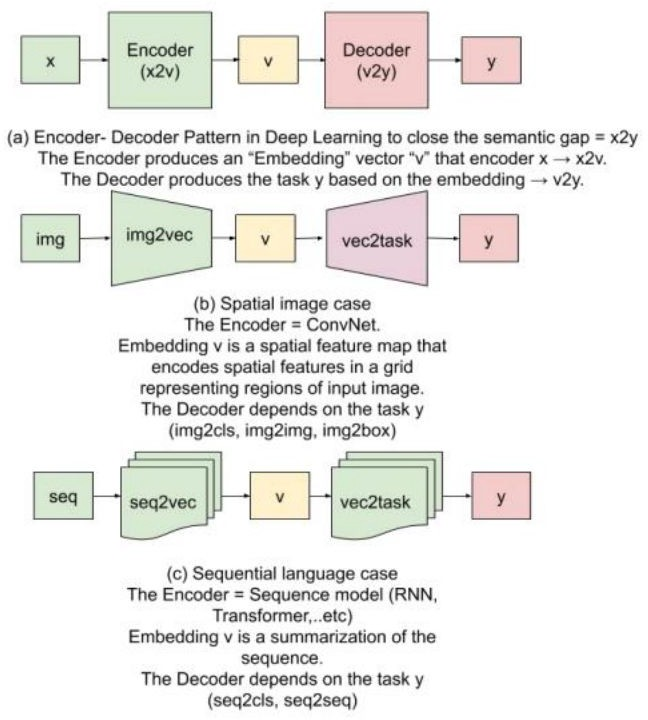 x
Encoder
(x2v)
v
Decoder
(v2y)
y
(a) Encoder- Decoder Pattern in Deep Learning to close the semantic gap = x2y
The Encoder produces an “Embedding” vector “v” that encoder x → x2v.
The Decoder produces the task y based on the embedding → v2y.
img
img2vec
v
vec2task
y
(b) Spatial image case
The Encoder = ConvNet.
Embedding v is a spatial feature map that
encodes spatial features in a grid
representing regions of input image.
The Decoder depends on the task y
(img2cls, img2img, img2box)
seq
seq2vec
v
vec2task
y
(c) Sequential language case
The Encoder = Sequence model (RNN,
Transformer,..etc)
Embedding v is a summarization of the
sequence.
The Decoder depends on the task y
(seq2cls, seq2seq)